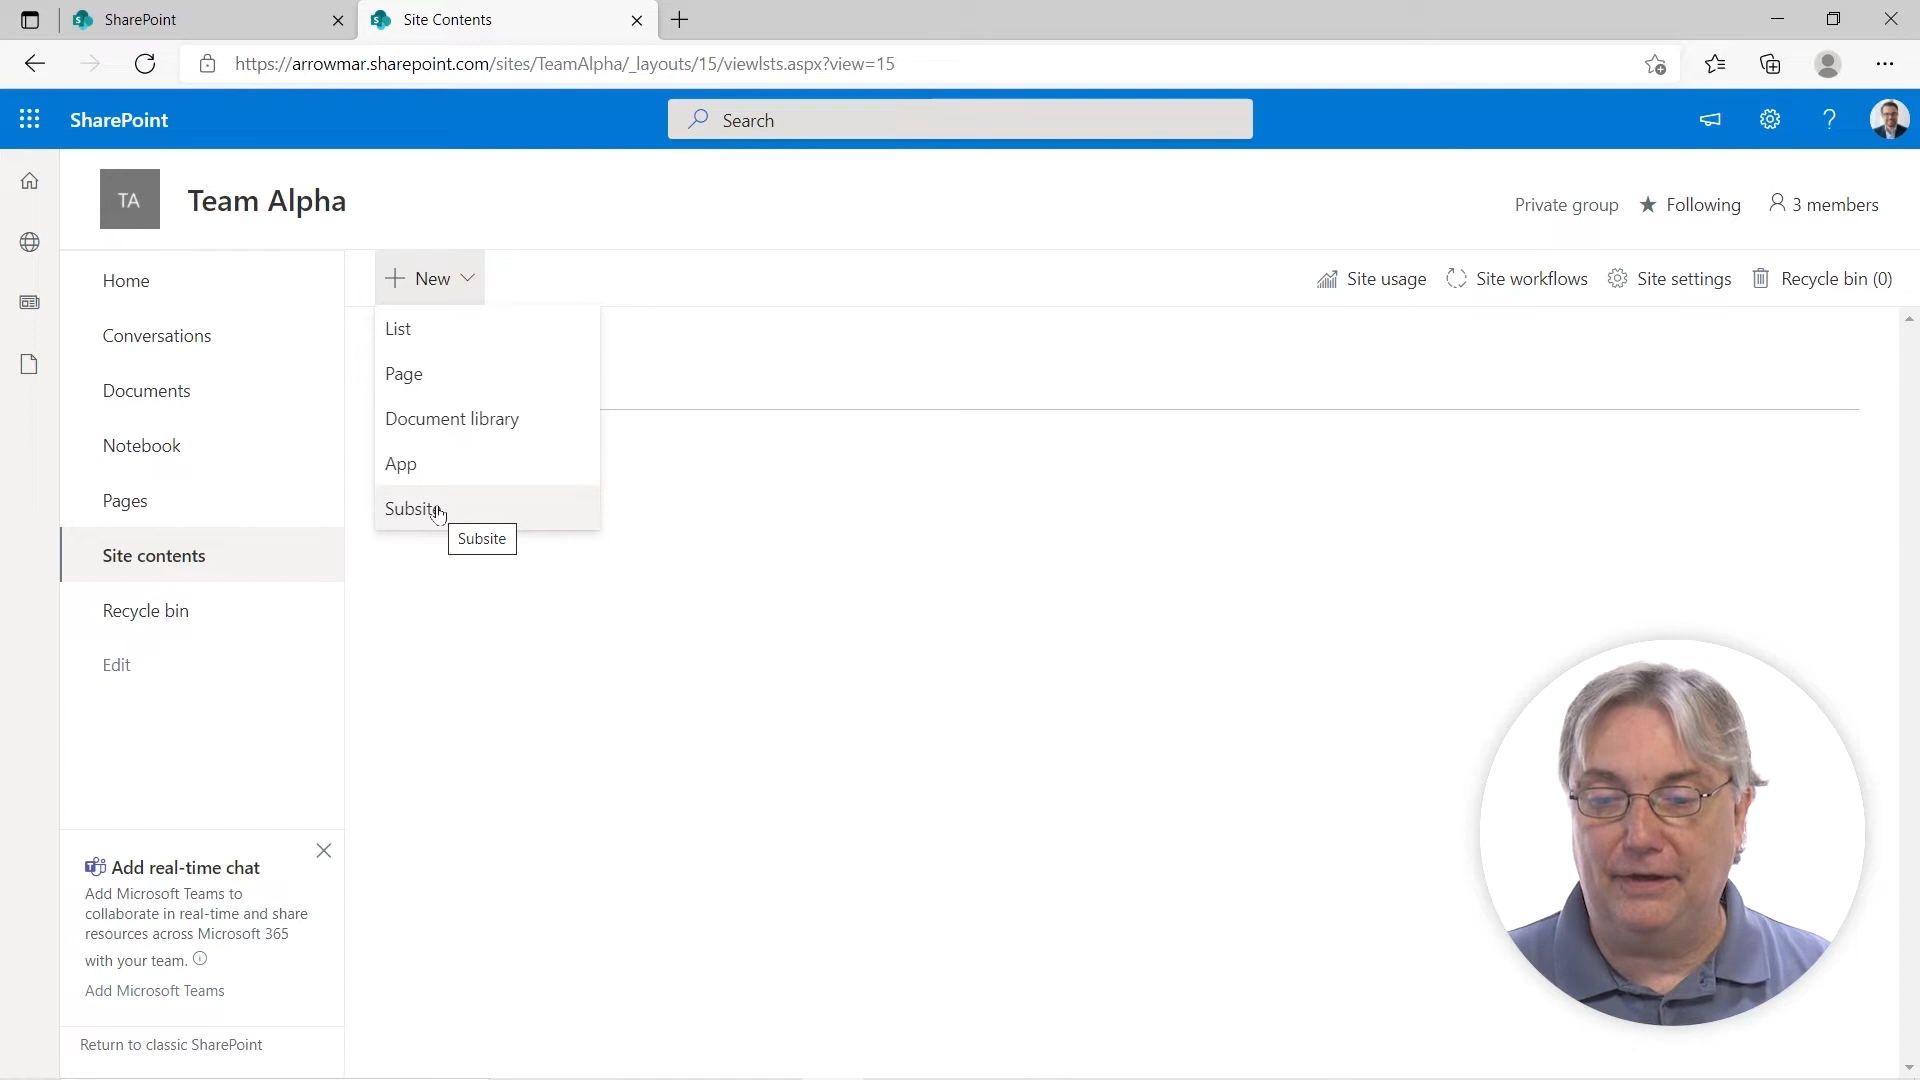 SharePoint
Site Contents
https://arrowmar.sharepoint.com/sites/TeamAlpha/_layouts/15/viewlsts.aspx?view=15
SharePoint
Search
TA
Team Alpha
Private group
Following
3 members
Home
Conversations
Documents
Notebook
Pages
Site contents
Recycle bin
Edit
New
Site usage
Site workflows
Site settings
Recycle bin (0)
List
Page
Document library
App
Subsite
Subsite
Add real-time chat
Add Microsoft Teams to
collaborate in real-time and share
resources across Microsoft 365
with your team.
Add Microsoft Teams
Return to classic SharePoint